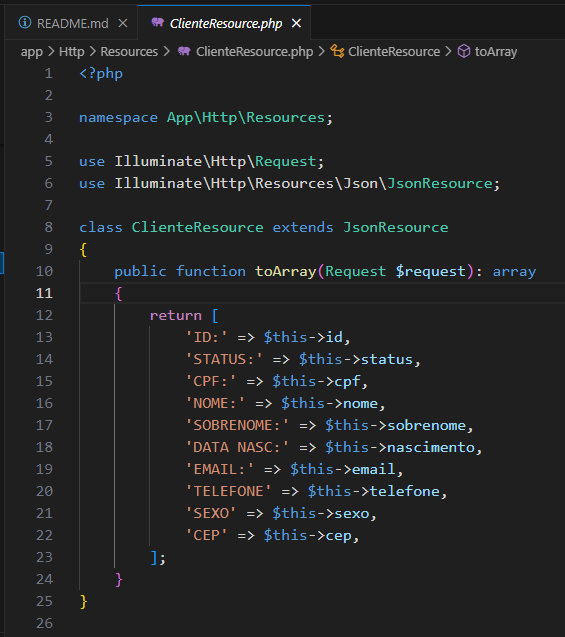 README.md ClienteResource.php
app > Http > Resources > ClienteResource.php > ClienteResource > toArray
1 <?php
2
3 namespace App\Http\Resources;
4
5 use Illuminate\Http\Request;
6 use Illuminate\Http\Resources\Json\JsonResource;
7
8 class ClienteResource extends JsonResource
9 {
10     public function toArray(Request $request): array
11     {
12         return [
13             'ID:' => $this->id,
14             'STATUS:' => $this->status,
15             'CPF:' => $this->cpf,
16             'NOME:' => $this->nome,
17             'SOBRENOME:' => $this->sobrenome,
18             'DATA NASC:' => $this->nascimento,
19             'EMAIL:' => $this->email,
20             'TELEFONE' => $this->telefone,
21             'SEXO' => $this->sexo,
22             'CEP' => $this->cep,
23         ];
24     }
25 }
26